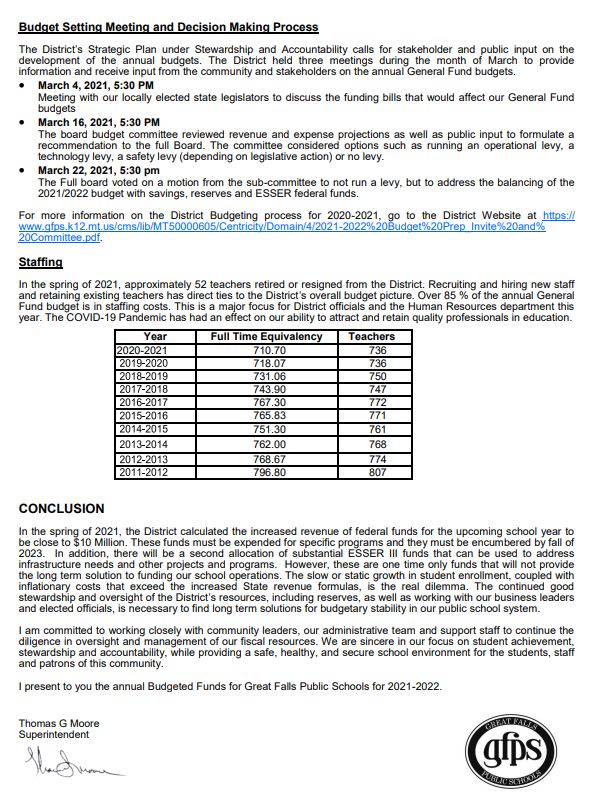 Budget Setting Meeting and Decision Making Process
The District's Strategic Plan under Stewardship and Accountability calls for stakeholder and public input on the
development of the annual budgets. The District held three meetings during the month of March to provide
information and receive input from the community and stakeholders on the annual General Fund budgets.
• March 4, 2021, 5:30 PM
Meeting with our locally elected state legislators to discuss the funding bills that would affect our General Fund
budgets
• March 16, 2021, 5:30 PM
The board budget committee reviewed revenue and expense projections as well as public input to formulate a
recommendation to the full Board. The committee considered options such as running an operational levy, a
technology levy, a safety levy (depending on legislative action) or no levy.
• March 22, 2021, 5:30 pm
The Full board voted on a motion from the sub-committee to not run a levy, but to address the balancing of the
2021/2022 budget with savings, reserves and ESSER federal funds.
For more information on the District Budgeting process for 2020-2021, go to the District Website at https://
www.gfps.k12.mt.us/cms/lib/MT50000605/Centricity/Domain/4/2021-2022%20Budget%20Prep_Invite%20and%
20Committee.pdf.
Staffing
In the spring of 2021, approximately 52 teachers retired or resigned from the District. Recruiting and hiring new staff
and retaining existing teachers has direct ties to the District's overall budget picture. Over 85 % of the annual General
Fund budget is in staffing costs. This is a major focus for District officials and the Human Resources department this
year. The COVID-19 Pandemic has had an effect on our ability to attract and retain quality professionals in education.
Year Full Time Equivalency Teachers
2020-2021 710.70 736
2019-2020 718.07 736
2018-2019 731.06 750
2017-2018 743.90 747
2016-2017 767.30 772
2015-2016 765.83 771
2014-2015 751.30 761
2013-2014 762.00 768
2012-2013 768.67 774
2011-2012 796.80 807
CONCLUSION
In the spring of 2021, the District calculated the increased revenue of federal funds for the upcoming school year to
be close to $10 Million. These funds must be expended for specific programs and they must be encumbered by fall of
2023. In addition, there will be a second allocation of substantial ESSER III funds that can be used to address
infrastructure needs and other projects and programs. However, these are one time only funds that will not provide
the long term solution to funding our school operations. The slow or static growth in student enrollment, coupled with
inflationary costs that exceed the increased State revenue formulas, is the real dilemma. The continued good
stewardship and oversight of the District's resources, including reserves, as well as working with our business leaders
and elected officials, is necessary to find long term solutions for budgetary stability in our public school system.
I am committed to working closely with community leaders, our administrative team and support staff to continue the
diligence in oversight and management of our fiscal resources. We are sincere in our focus on student achievement,
stewardship and accountability, while providing a safe, healthy, and secure school environment for the students, staff
and patrons of this community.
I present to you the annual Budgeted Funds for Great Falls Public Schools for 2021-2022.
Thomas G Moore
Superintendent
GREAT FALLS
gfps
PUBLIC SCHOOLS